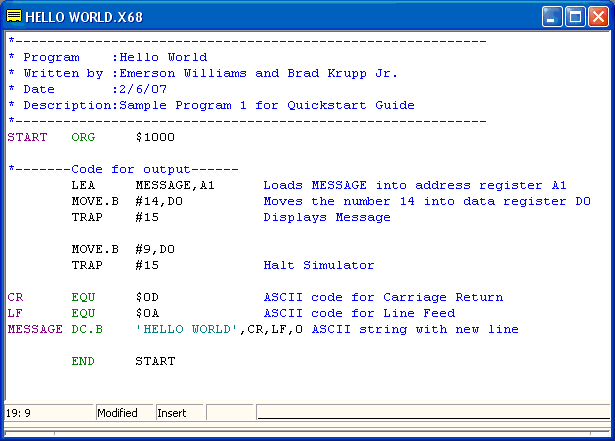 HELLO WORLD.X68
*-----------------------------------------------------------
* Program    :Hello World
* Written by :Emerson Williams and Brad Krupp Jr.
* Date       :2/6/07
* Description:Sample Program 1 for Quickstart Guide
*-----------------------------------------------------------
START   ORG     $1000
*-------Code for output------
        LEA     MESSAGE,A1      Loads MESSAGE into address register A1
        MOVE.B  #14,D0          Moves the number 14 into data register D0
        TRAP    #15             Displays Message
        MOVE.B  #9,D0
        TRAP    #15             Halt Simulator
CR      EQU     $0D             ASCII code for Carriage Return
LF      EQU     $0A             ASCII code for Line Feed
MESSAGE DC.B    'HELLO WORLD',CR,LF,0 ASCII string with new line
        END     START
19: 9 Modified Insert